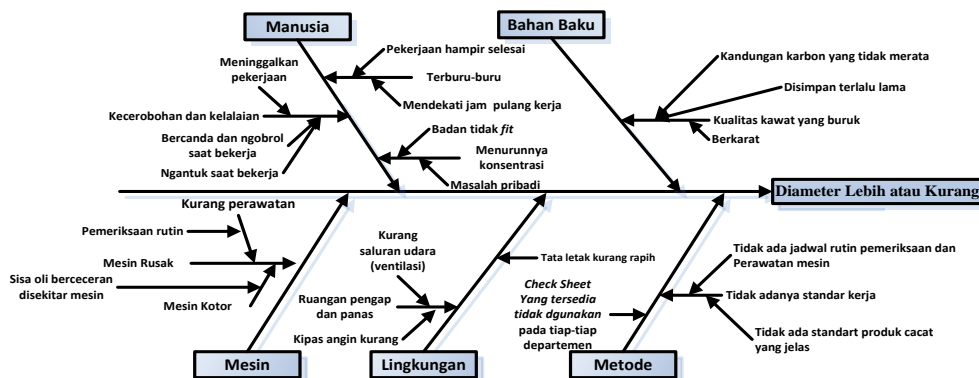 Manusia
Bahan Baku
Meninggalkan
pekerjaan
Pekerjaan hampir selesai
Terburu-buru
Mendekati jam pulang kerja
Kecerobohan dan kelalaian
Bercanda dan ngobrol
saat bekerja
Ngantuk saat bekerja
Badan tidak fit
Menurunnya
konsentrasi
Masalah pribadi
Kandungan karbon yang tidak merata
Disimpan terlalu lama
Kualitas kawat yang buruk
Berkarat
Diameter Lebih atau Kurang
Kurang perawatan
Pemeriksaan rutin
Mesin Rusak
Sisa oli berceceran
disekitar mesin
Mesin Kotor
Kurang
saluran udara
(ventilasi)
Tata letak kurang rapih
Ruangan pengap
dan panas
Kipas angin kurang
Check Sheet
Yang tersedia
tidak dgunakan
pada tiap-tiap
departemen
Tidak ada jadwal rutin pemeriksaan dan
Perawatan mesin
Tidak adanya standar kerja
Tidak ada standart produk cacat
yang jelas
Mesin
Lingkungan
Metode